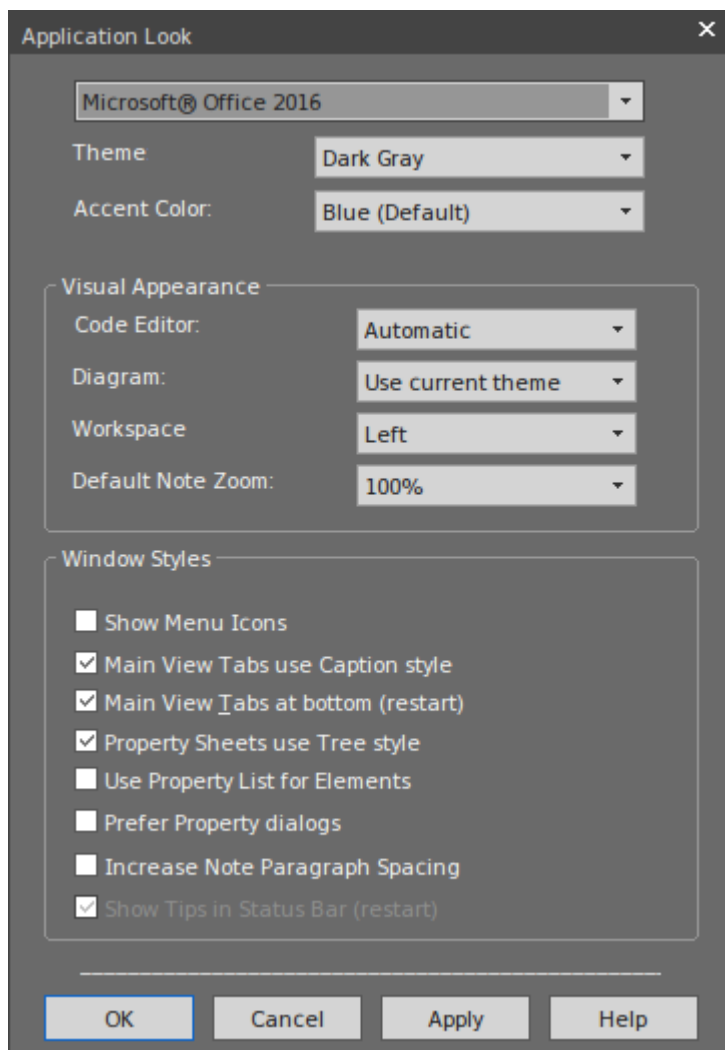 Application Look
Microsoft® Office 2016
Theme
Dark Gray
Accent Color:
Blue (Default)
Visual Appearance
Code Editor:
Automatic
Diagram:
Use current theme
Workspace
Left
Default Note Zoom:
100%
Window Styles
Show Menu Icons
Main View Tabs use Caption style
Main View Tabs at bottom (restart)
Property Sheets use Tree style
Use Property List for Elements
Prefer Property dialogs
Increase Note Paragraph Spacing
Show Tips in Status Bar (restart)
OK
Cancel
Apply
Help